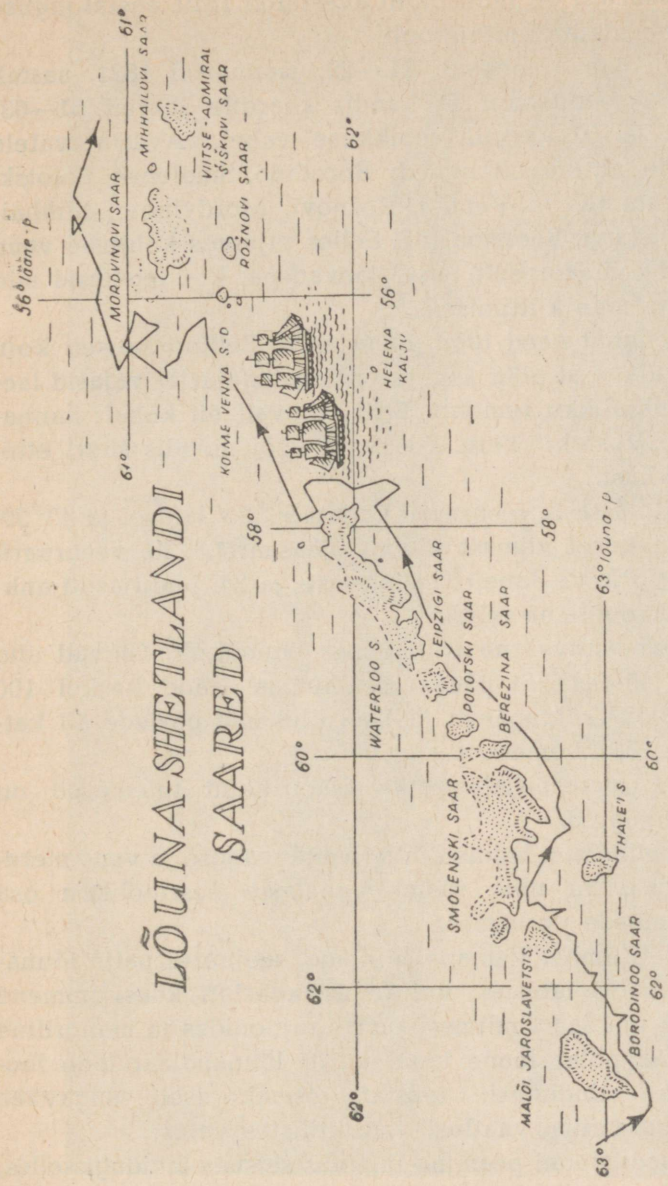 LÕUNA-SHETLANDI
SAARED
56° lääne-p
61°
61°
MORDVINOVI SAAR
MIHHAILOVI SAAR
VIITSE-ADMIRAL
ŠIŠKOVI SAAR
ROŽNOVI SAAR
KOLME VENNA S-D
62°
56°
HELENA
KALJU
58°
58°
WATERLOO S.
LEIPZIGI SAAR
POLOTSKI SAAR
BEREZINA SAAR
63° lõuna-p
60°
60°
SMOLENSKI SAAR
THALE'I S
MALÕI JAROSLAVETSI S.
BORODINOO SAAR
62°
62°
62°
63°